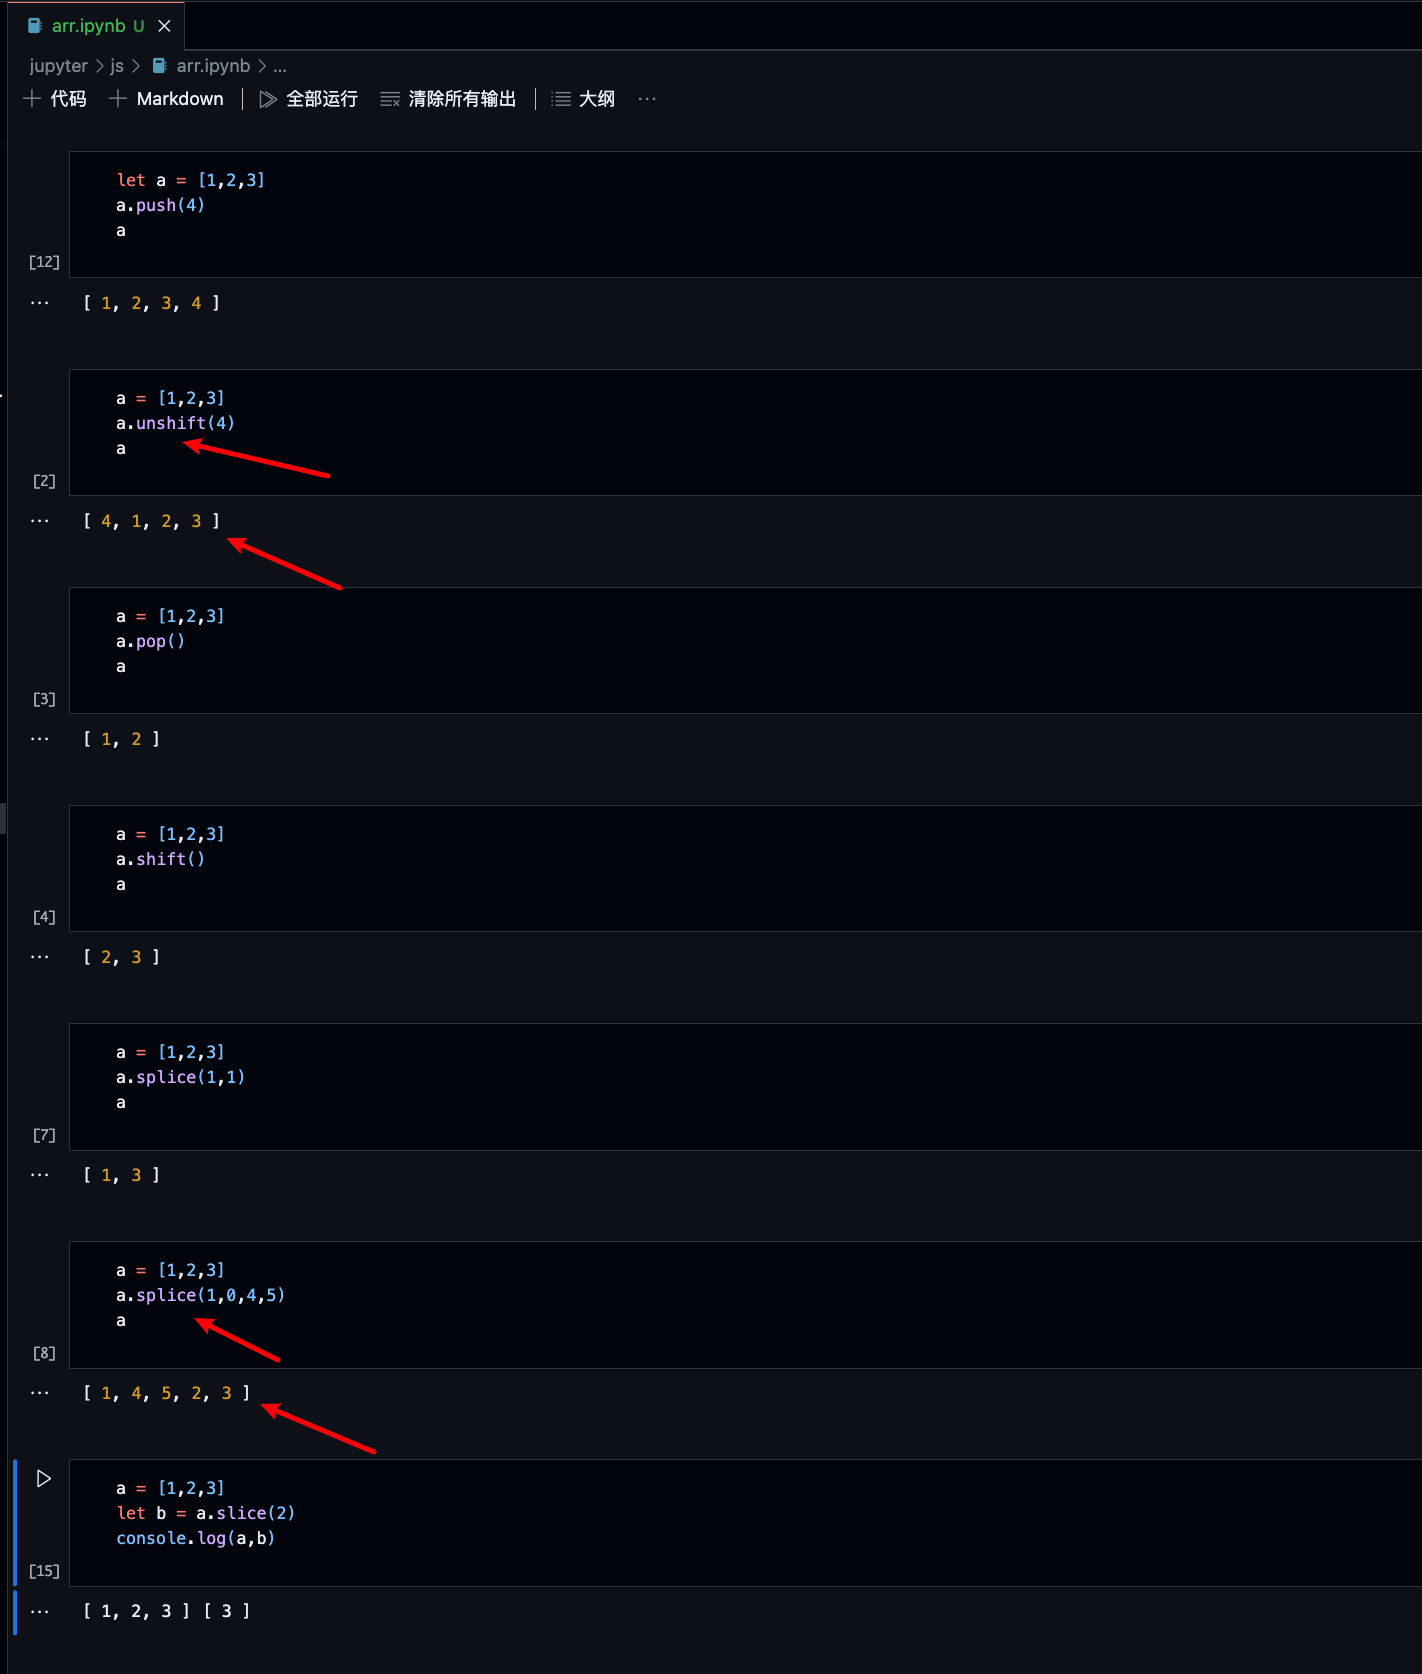 arr.ipynb U
jupyter > js > arr.ipynb > ...
代码 Markdown 全部运行 清除所有输出 大纲 ...
let a = [1,2,3]
a.push(4)
a
[12]
[ 1, 2, 3, 4 ]
a = [1,2,3]
a.unshift(4)
a
[2]
[ 4, 1, 2, 3 ]
a = [1,2,3]
a.pop()
a
[3]
[ 1, 2 ]
a = [1,2,3]
a.shift()
a
[4]
[ 2, 3 ]
a = [1,2,3]
a.splice(1,1)
a
[7]
[ 1, 3 ]
a = [1,2,3]
a.splice(1,0,4,5)
a
[8]
[ 1, 4, 5, 2, 3 ]
a = [1,2,3]
let b = a.slice(2)
console.log(a,b)
[15]
[ 1, 2, 3 ] [ 3 ]